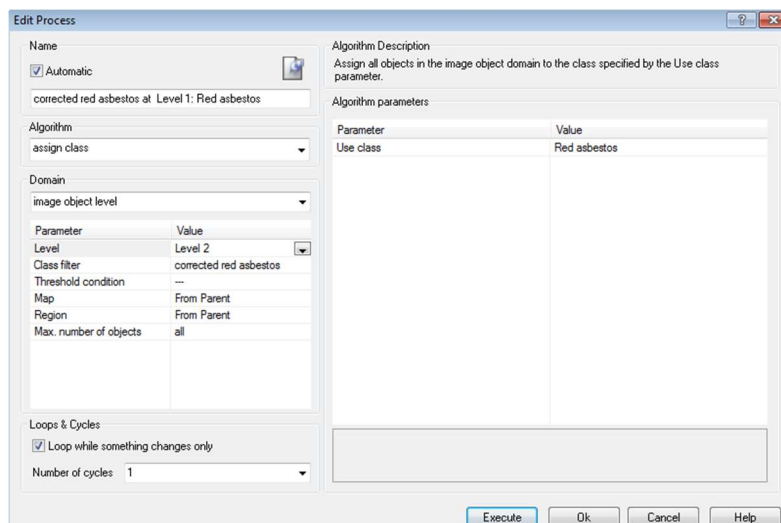 Edit Process
Name
Automatic
corrected red asbestos at Level 1: Red asbestos
Algorithm
assign class
Domain
image object level
Parameter Value
Level Level 2
Class filter corrected red asbestos
Threshold condition ---
Map From Parent
Region From Parent
Max. number of objects all
Loops & Cycles
Loop while something changes only
Number of cycles 1
Algorithm Description
Assign all objects in the image object domain to the class specified by the Use class
parameter.
Algorithm parameters
Parameter Value
Use class Red asbestos
Execute Ok Cancel Help